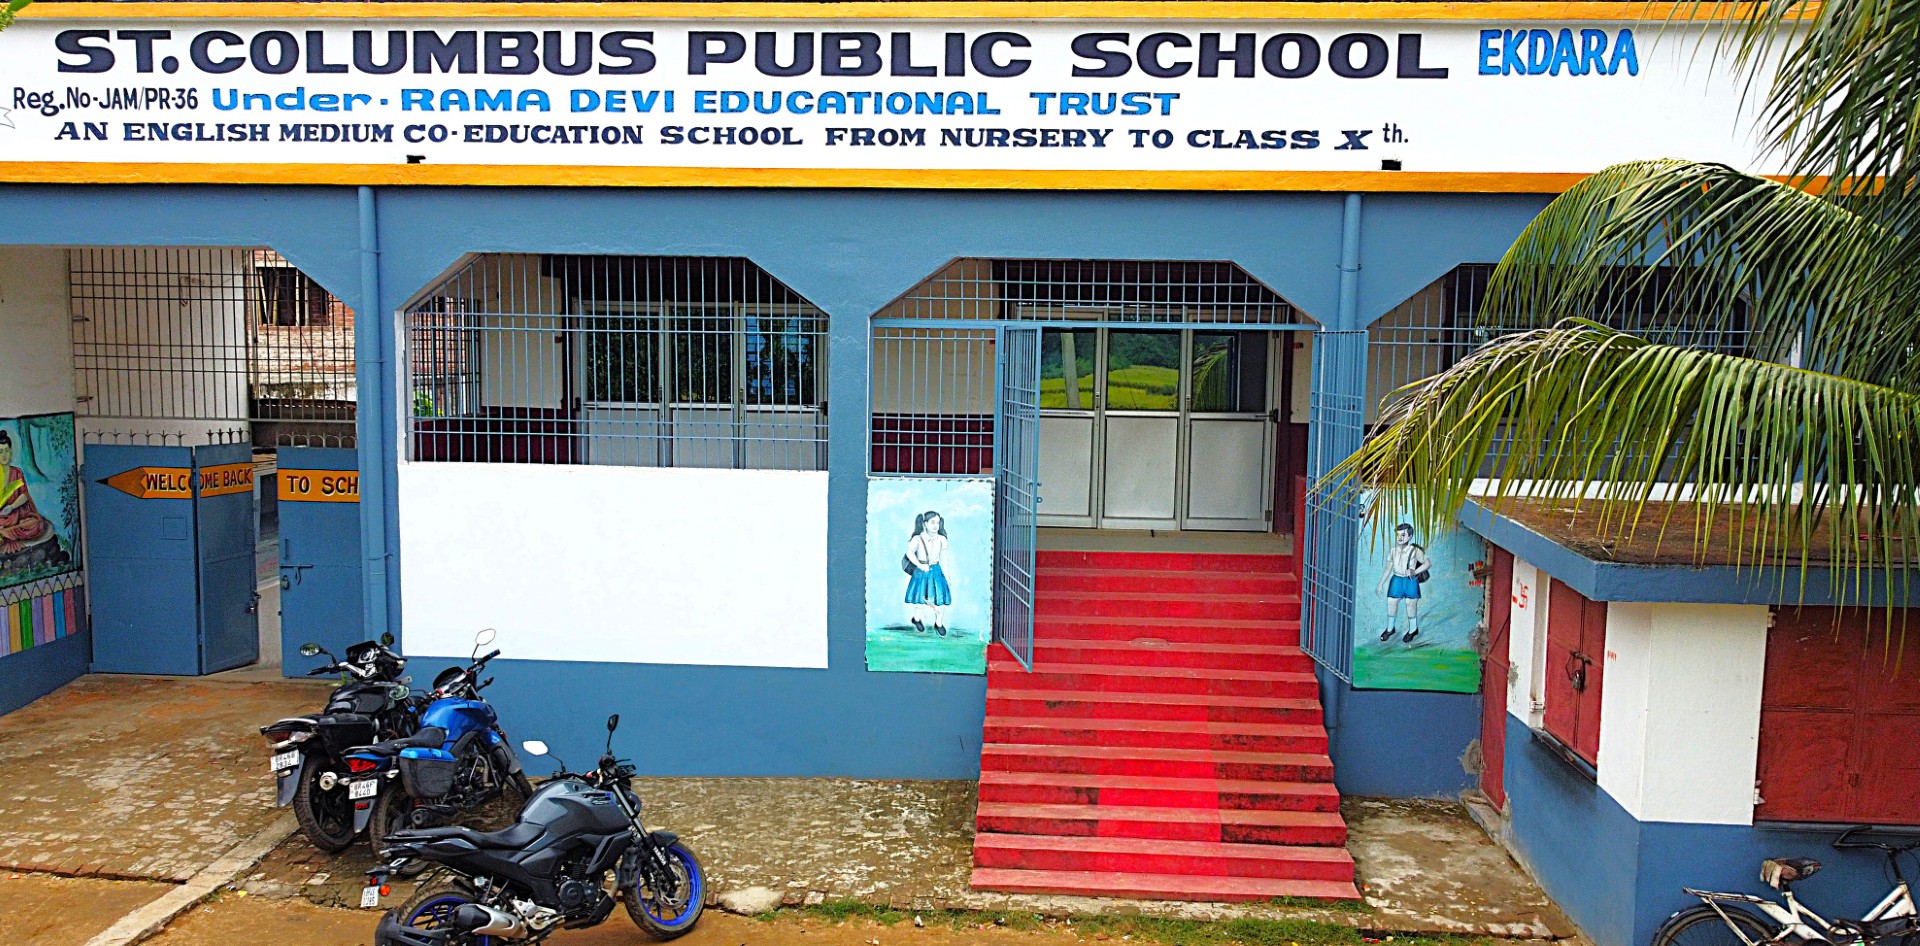 ST. COLUMBUS PUBLIC SCHOOL EKDARA
Reg. No-JAM/PR-36 Under. RAMA DEVI EDUCATIONAL TRUST
AN ENGLISH MEDIUM CO-EDUCATION SCHOOL FROM NURSERY TO CLASS X th.
WELCOME BACK TO SCH